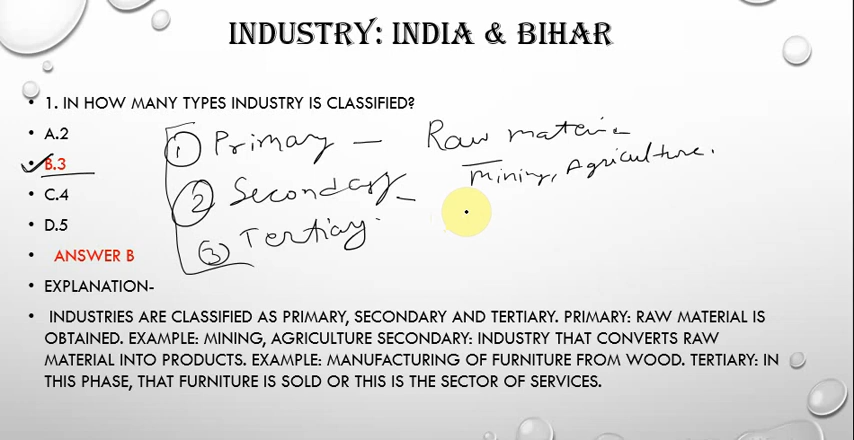 INDUSTRY: INDIA & BIHAR
• 1. IN HOW MANY TYPES INDUSTRY IS CLASSIFIED?
• A.2
• B.3
• C.4
• D.5
① Primary — Raw materia
Mining, Agriculture.
② Secondary -
③ Tertiay
• ANSWER B
• EXPLANATION-
• INDUSTRIES ARE CLASSIFIED AS PRIMARY, SECONDARY AND TERTIARY. PRIMARY: RAW MATERIAL IS
OBTAINED. EXAMPLE: MINING, AGRICULTURE SECONDARY: INDUSTRY THAT CONVERTS RAW
MATERIAL INTO PRODUCTS. EXAMPLE: MANUFACTURING OF FURNITURE FROM WOOD. TERTIARY: IN
THIS PHASE, THAT FURNITURE IS SOLD OR THIS IS THE SECTOR OF SERVICES.